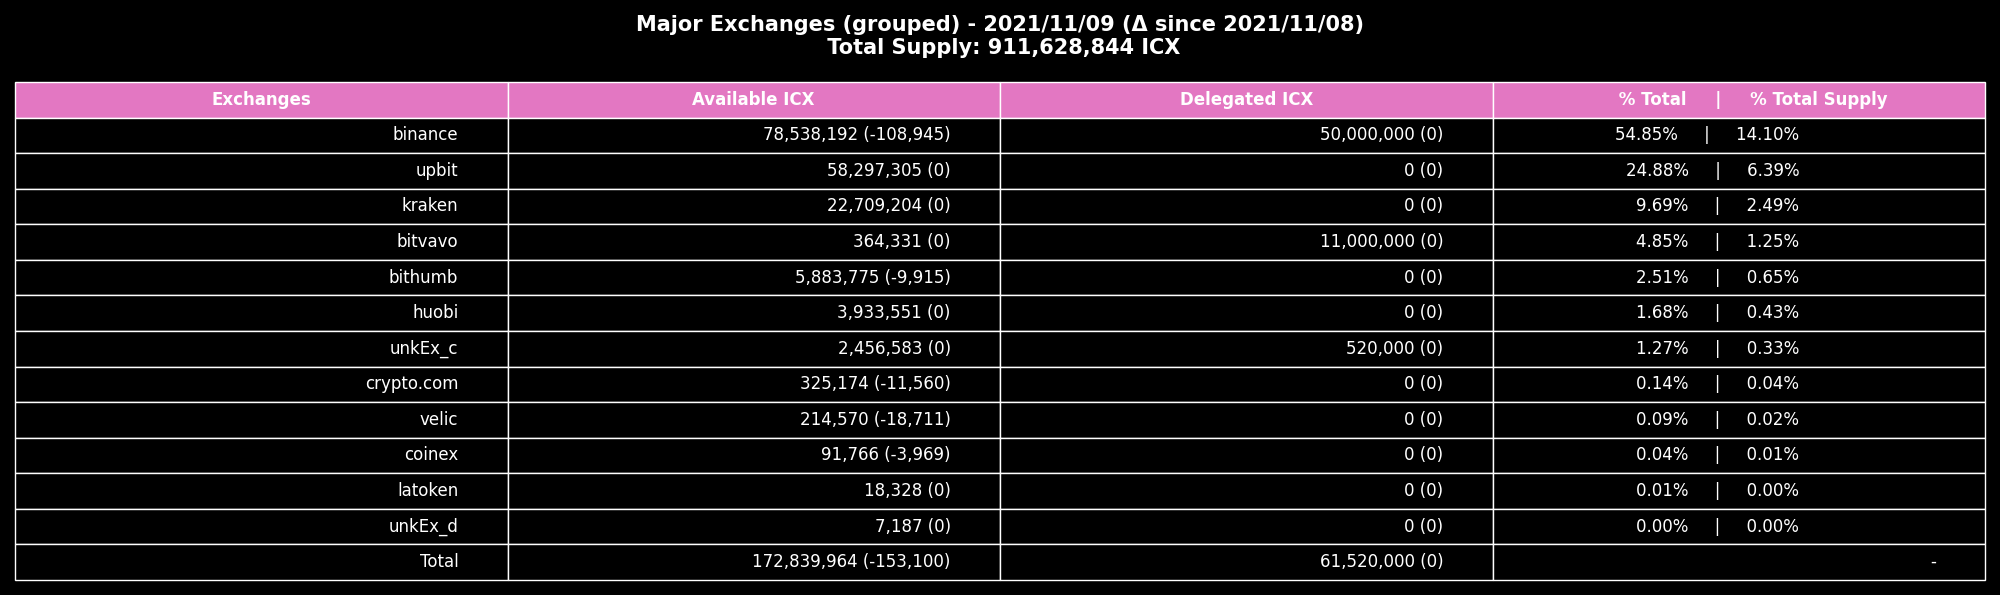 Major Exchanges (grouped) - 2021/11/09 (Δ since 2021/11/08)
Total Supply: 911,628,844 ICX
Exchanges Available ICX Delegated ICX % Total | % Total Supply
binance 78,538,192 (-108,945) 50,000,000 (0) 54.85% | 14.10%
upbit 58,297,305 (0) 0 (0) 24.88% | 6.39%
kraken 22,709,204 (0) 0 (0) 9.69% | 2.49%
bitvavo 364,331 (0) 11,000,000 (0) 4.85% | 1.25%
bithumb 5,883,775 (-9,915) 0 (0) 2.51% | 0.65%
huobi 3,933,551 (0) 0 (0) 1.68% | 0.43%
unkEx_c 2,456,583 (0) 520,000 (0) 1.27% | 0.33%
crypto.com 325,174 (-11,560) 0 (0) 0.14% | 0.04%
velic 214,570 (-18,711) 0 (0) 0.09% | 0.02%
coinex 91,766 (-3,969) 0 (0) 0.04% | 0.01%
latoken 18,328 (0) 0 (0) 0.01% | 0.00%
unkEx_d 7,187 (0) 0 (0) 0.00% | 0.00%
Total 172,839,964 (-153,100) 61,520,000 (0) -